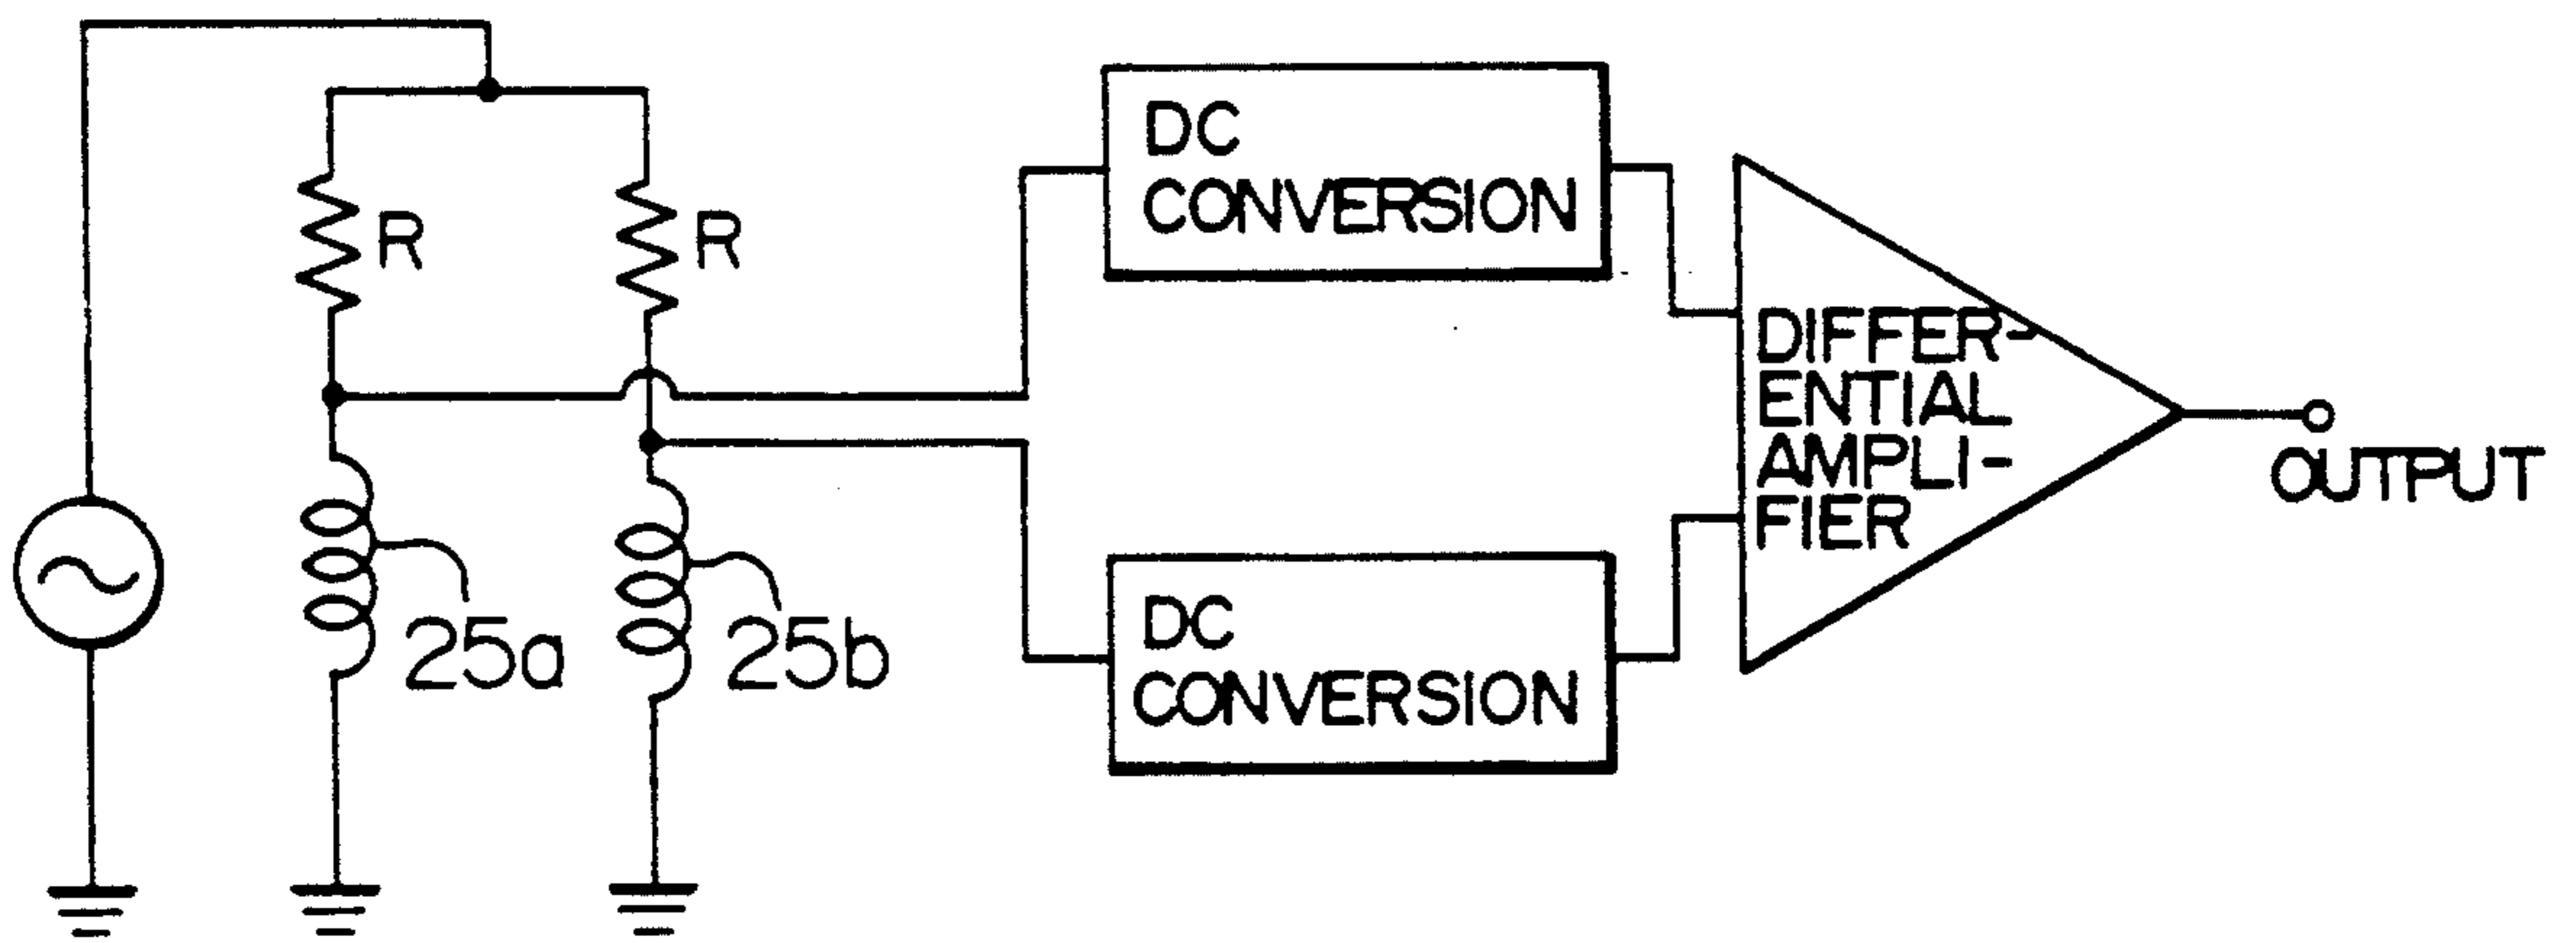 R
R
25a
25b
DC
CONVERSION
DC
CONVERSION
DIFFER-
ENTIAL
AMPLI-
FIER
OUTPUT